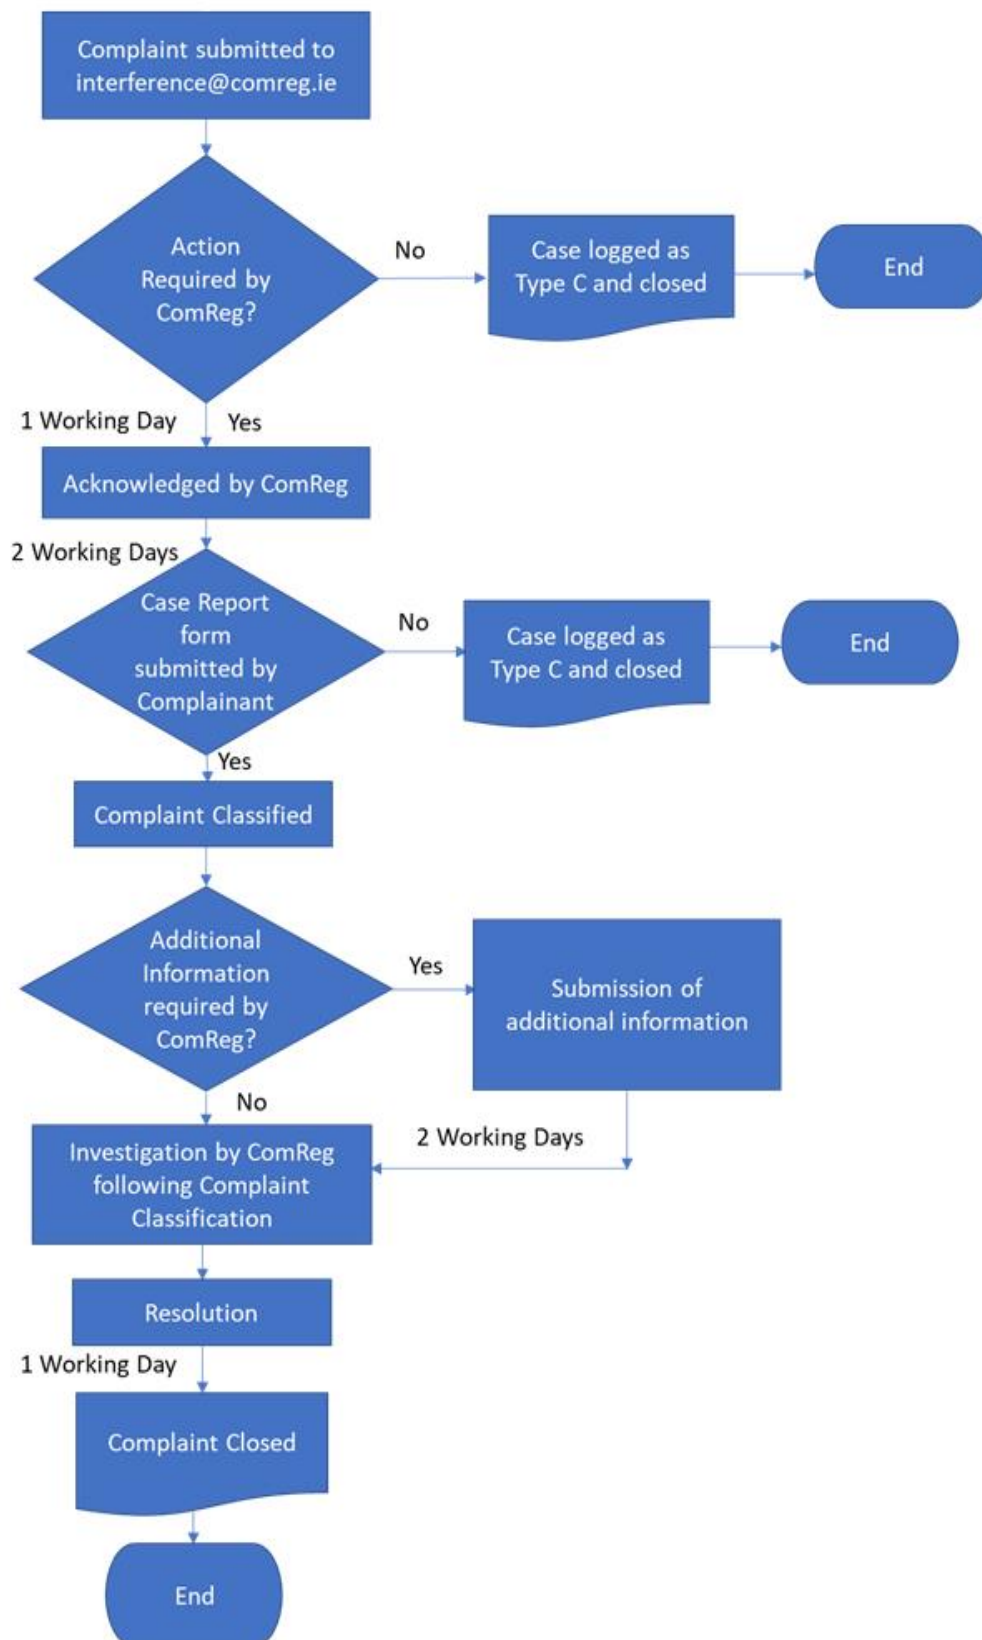 Complaint submitted to
interference@comreg.ie
Action
Required by
ComReg?
No
Case logged as
Type C and closed
End
1 Working Day
Yes
Acknowledged by ComReg
2 Working Days
Case Report
form
submitted by
Complainant
No
Case logged as
Type C and closed
End
Yes
Complaint Classified
Additional
Information
required by
ComReg?
Yes
Submission of
additional information
No
2 Working Days
Investigation by ComReg
following Complaint
Classification
Resolution
1 Working Day
Complaint Closed
End